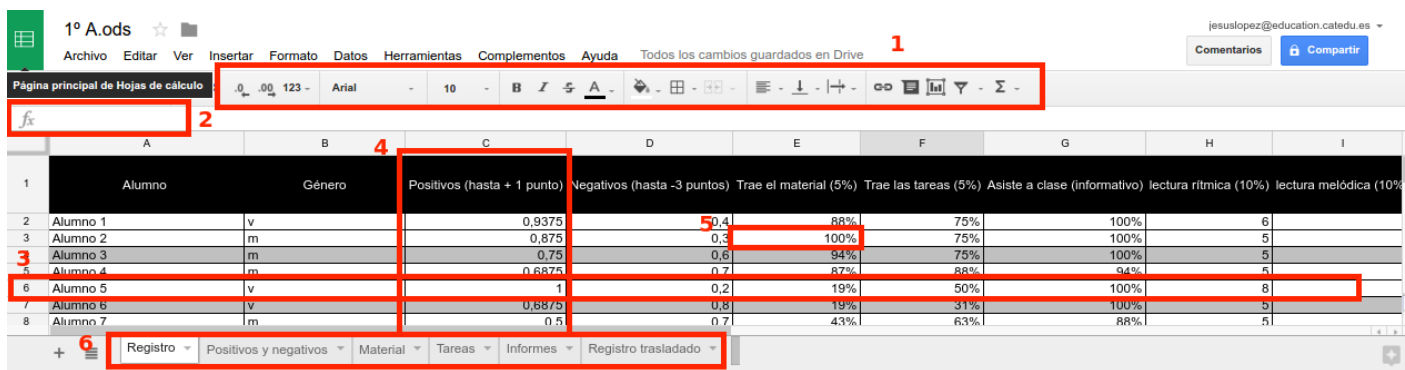 1º A.ods
jesuslopez@education.catedu.es
Archivo Editar Ver Insertar Formato Datos Herramientas Complementos Ayuda Todos los cambios guardados en Drive 1 Comentarios Compartir
Página principal de Hojas de cálculo .0 .00 123 Arial 10 B I S A Σ
fx 2
A B 4 C D E F G H I
1 Alumno Género Positivos (hasta + 1 punto) Negativos (hasta -3 puntos) Trae el material (5%) Trae las tareas (5%) Asiste a clase (informativo) lectura rítmica (10%) lectura melódica (10%
2 Alumno 1 v 0,9375 5 0,4 88% 75% 100% 6
3 Alumno 2 m 0,875 0,3 100% 75% 100% 5
3 Alumno 3 m 0,75 0,6 94% 75% 100% 5
5 Alumno 4 m 0,6875 0,7 87% 88% 94% 5
6 Alumno 5 v 1 0,2 19% 50% 100% 8
7 Alumno 6 v 0,6875 0,8 19% 31% 100% 5
8 Alumno 7 m 0,5 0,7 43% 63% 88% 5
+ 6 Registro Positivos y negativos Material Tareas Informes Registro trasladado